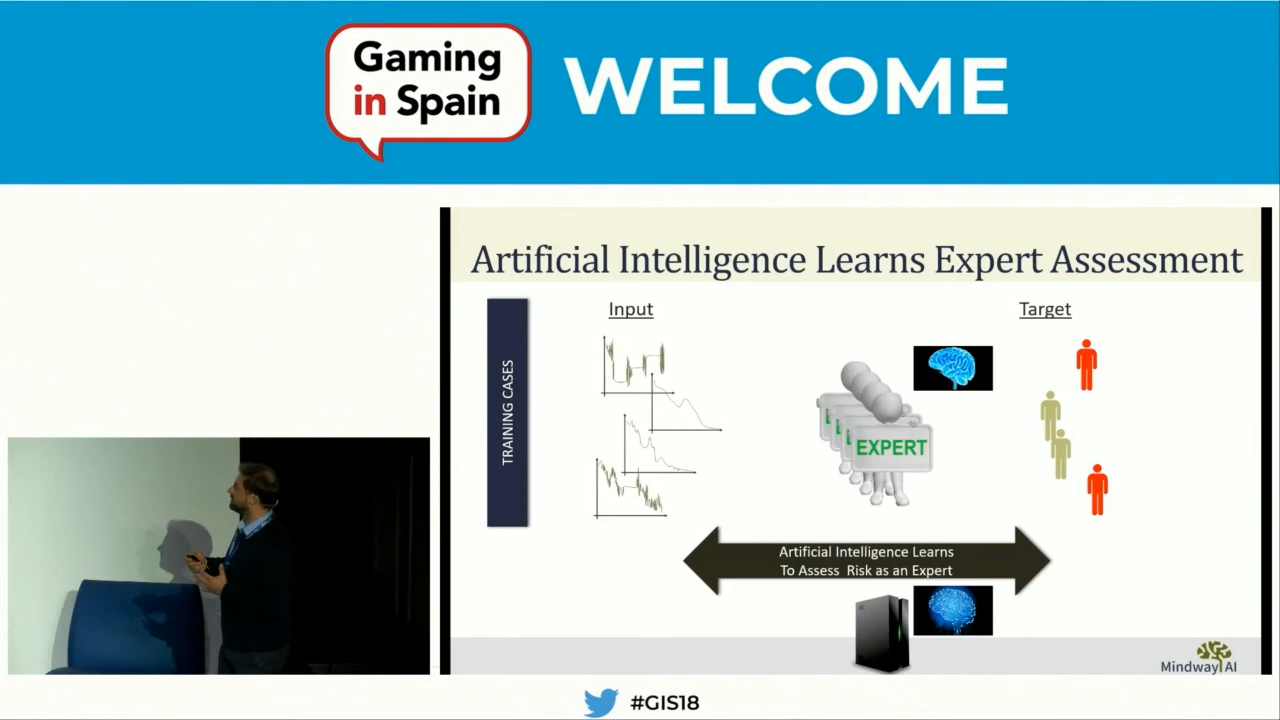 Gaming
in Spain
WELCOME
Artificial Intelligence Learns Expert Assessment
Input
Target
TRAINING CASES
EXPERT
Artificial Intelligence Learns
To Assess Risk as an Expert
Mindway AI
#GIS18